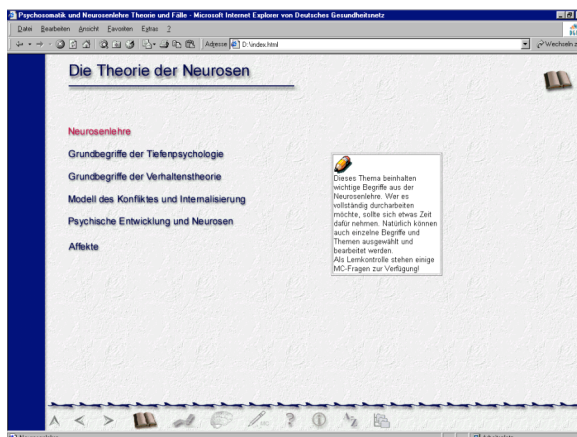 Psychosomatik und Neurosenlehre Theorie und Fälle - Microsoft Internet Explorer von Deutsches Gesundheitsnetz
Datei Bearbeiten Ansicht Favoriten Extras ?
Adresse D:\index.html Wechseln z
Die Theorie der Neurosen
Neurosenlehre
Grundbegriffe der Tiefenpsychologie
Grundbegriffe der Verhaltenstheorie
Modell des Konfliktes und Internalisierung
Psychische Entwicklung und Neurosen
Affekte
Dieses Thema beinhalten
wichtige Begriffe aus der
Neurosenlehre. Wer es
vollständig durcharbeiten
möchte, sollte sich etwas Zeit
dafür nehmen. Natürlich können
auch einzelne Begriffe und
Themen ausgewählt und
bearbeitet werden.
Als Lernkontrolle stehen einige
MC-Fragen zur Verfügung!